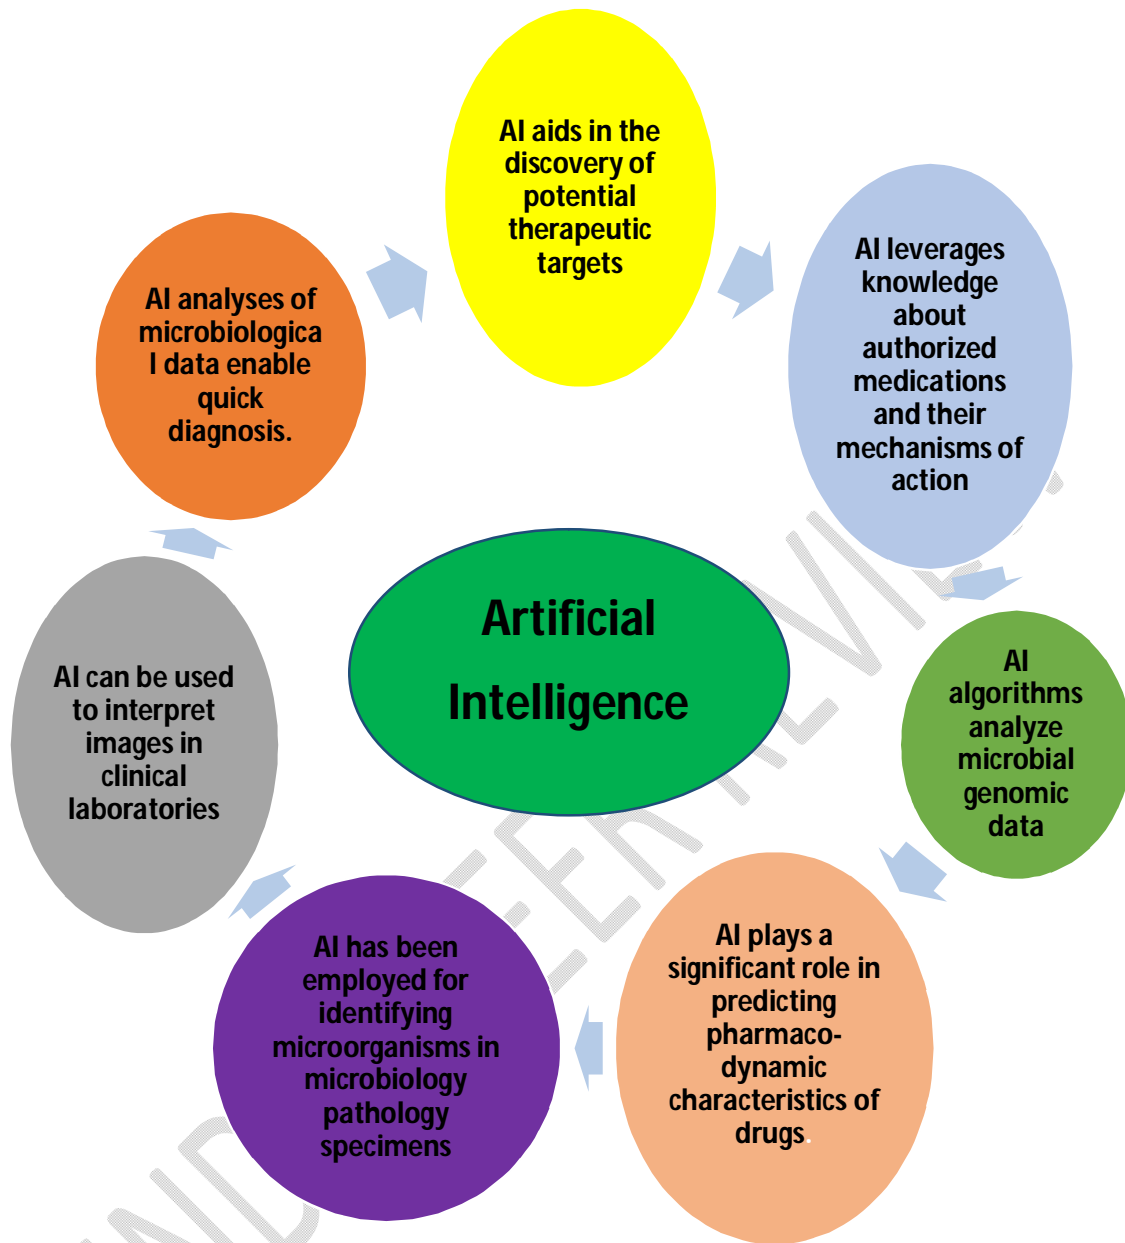 AI aids in the
discovery of
potential
therapeutic
targets
AI leverages
knowledge
about
authorized
medications
and their
mechanisms of
action
AI
algorithms
analyze
microbial
genomic
data
AI plays a
significant role in
predicting
pharmaco-
dynamic
characteristics of
drugs.
AI has been
employed for
identifying
microorganisms in
microbiology
pathology
specimens
AI can be used
to interpret
images in
clinical
laboratories
AI analyses of
microbiologica
l data enable
quick
diagnosis.
Artificial
Intelligence